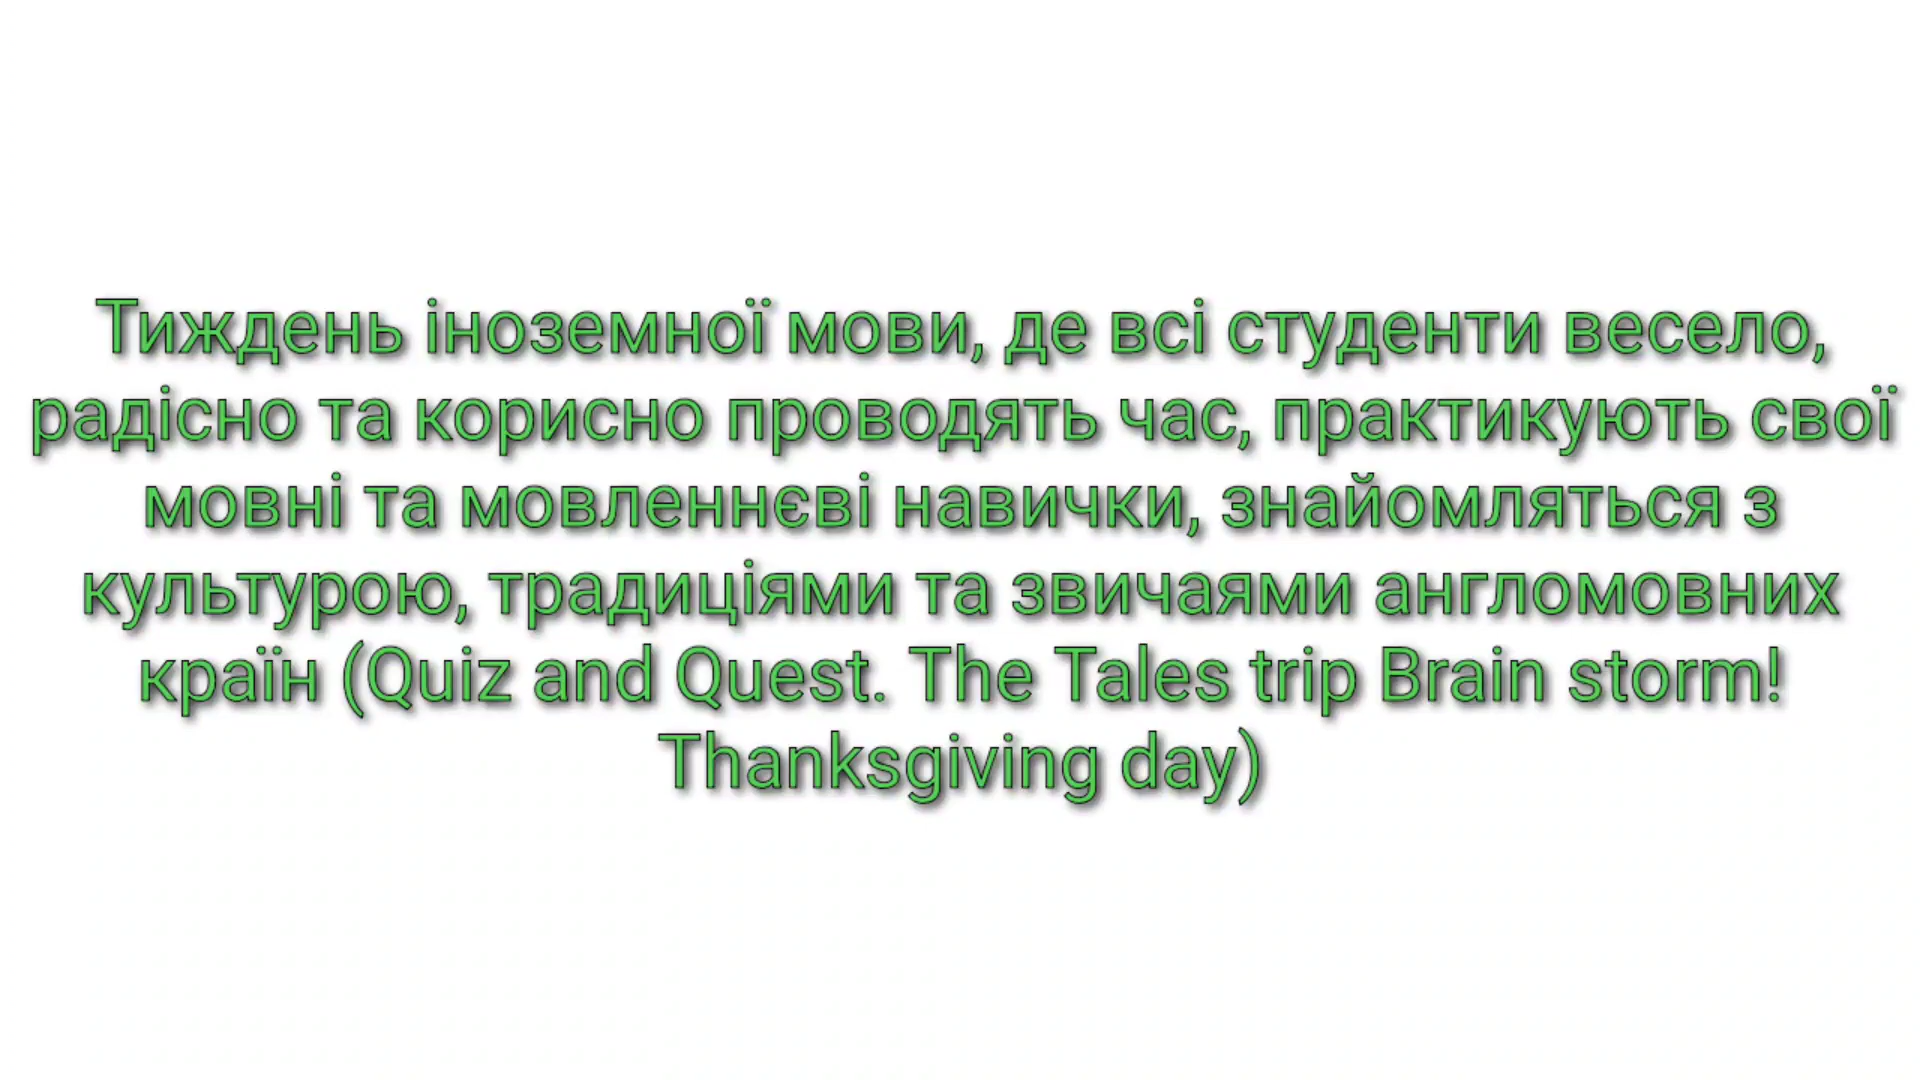 Тиждень іноземної мови, де всі студенти весело,
радісно та корисно проводять час, практикують свої
мовні та мовленнєві навички, знайомляться з
культурою, традиціями та звичаями англомовних
країн (Quiz and Quest. The Tales trip Brain storm!
Thanksgiving day)